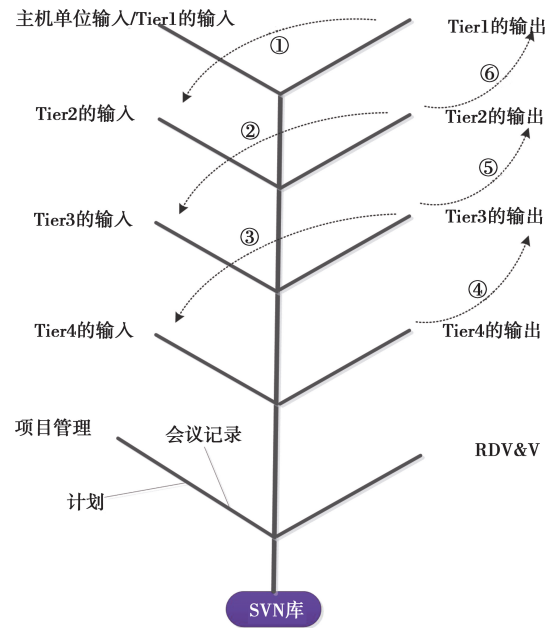 主机单位输入/Tier1的输入
Tier1的输出
①
⑥
Tier2的输入
Tier2的输出
②
⑤
Tier3的输入
Tier3的输出
③
④
Tier4的输入
Tier4的输出
项目管理
会议记录
RDV&V
计划
SVN库